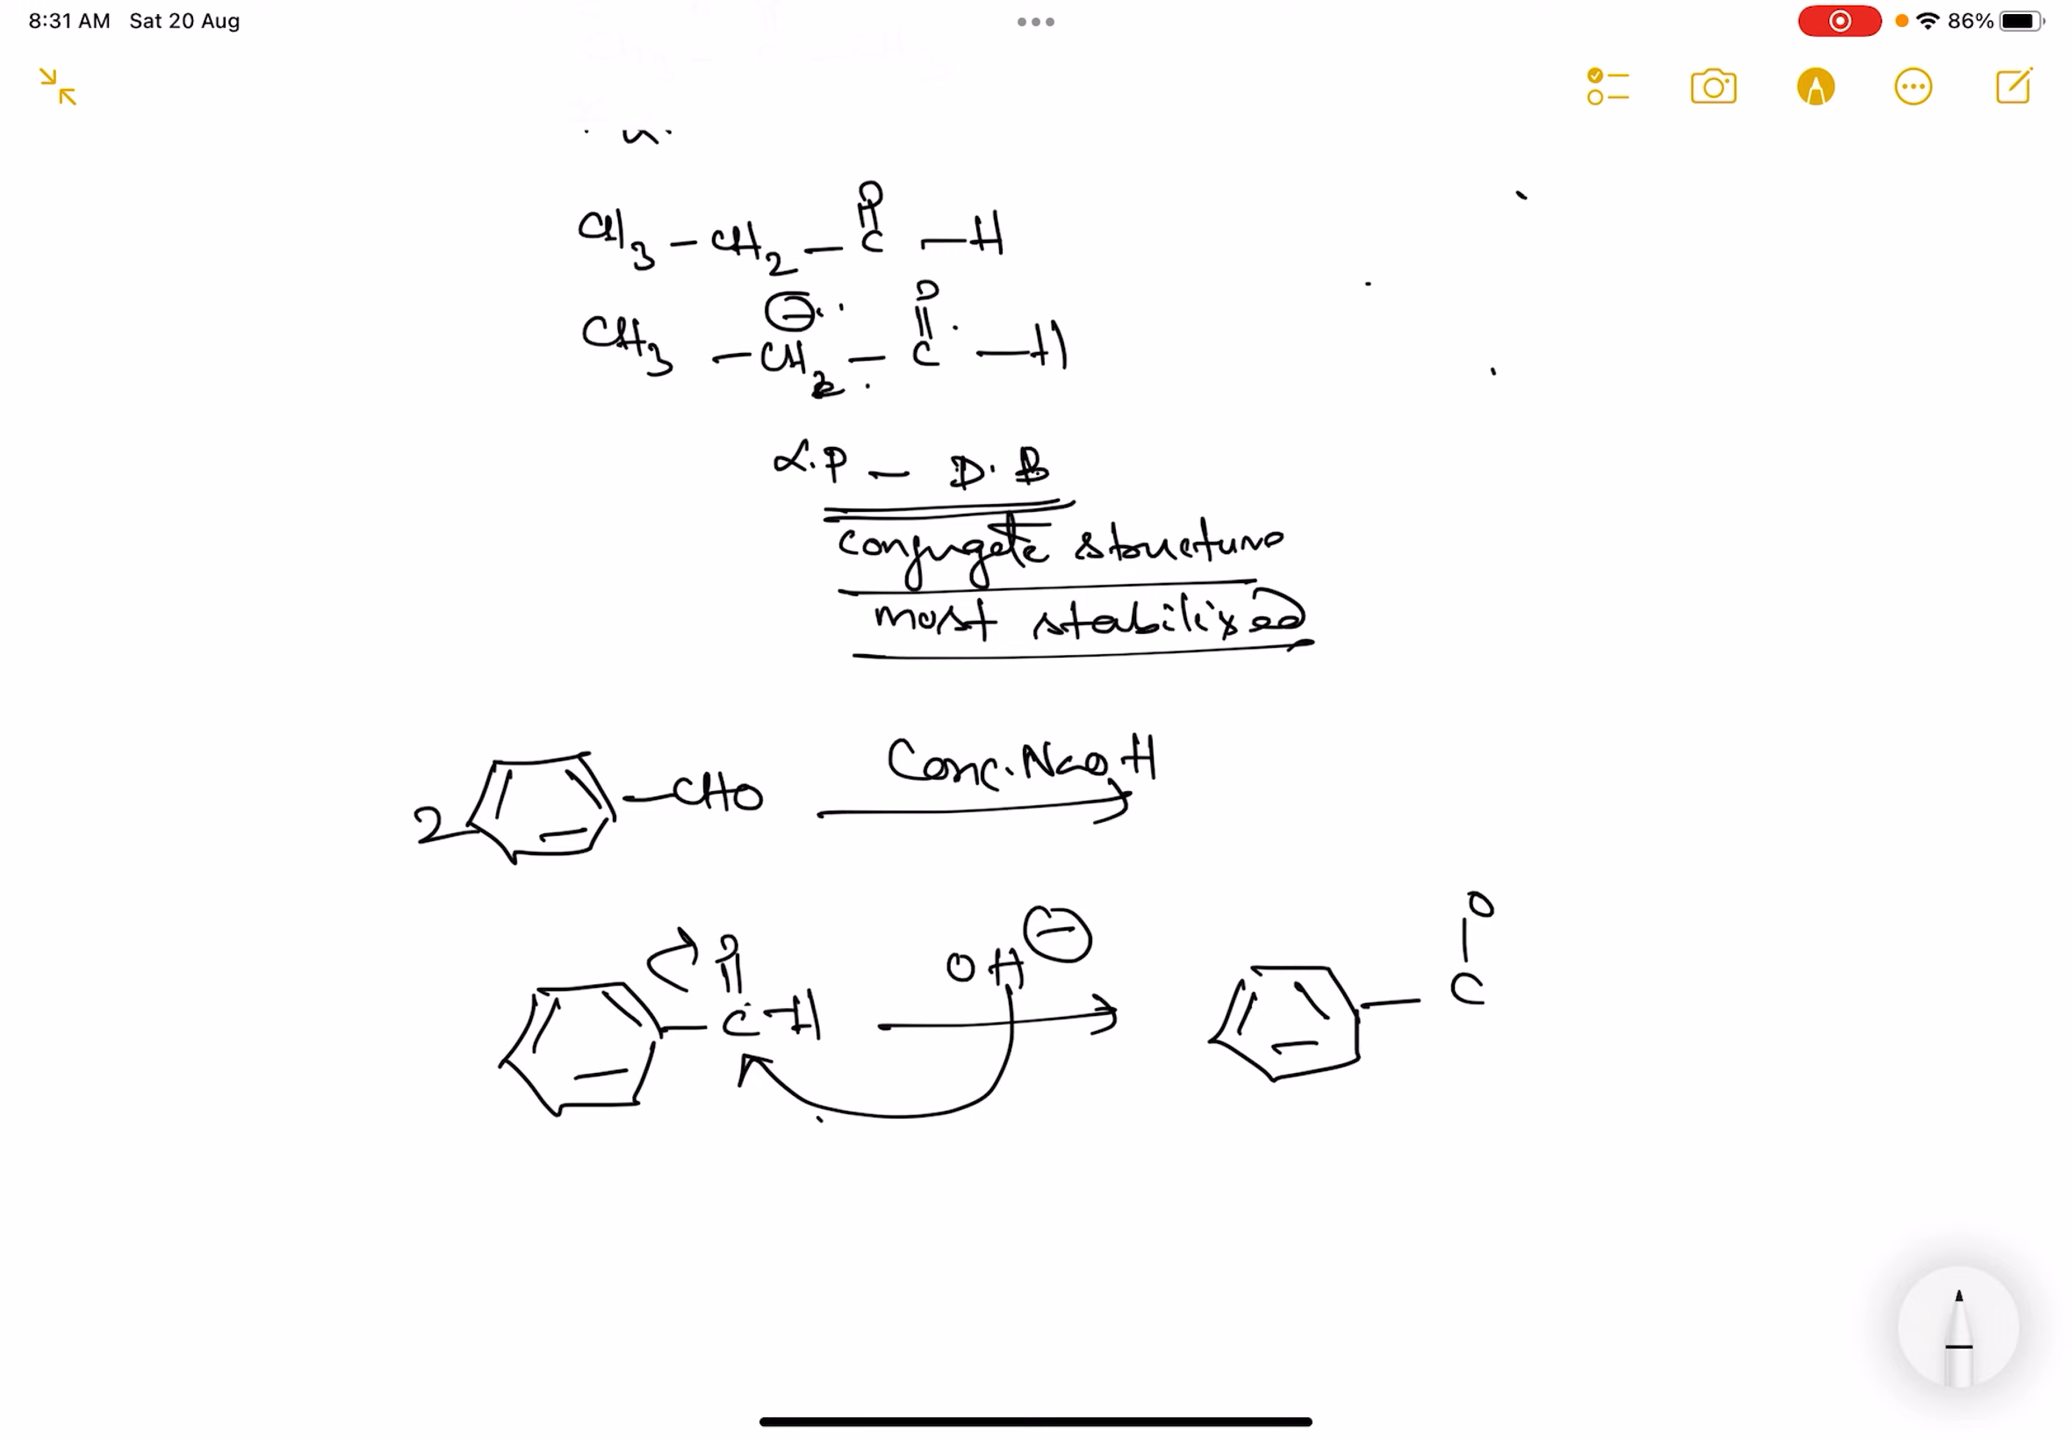 8:31 AM Sat 20 Aug
86%
CH3 - CH2 - C - H
O
CH3 - CH2 - C - H
O
L.P - D.B
conjugate structure
most stabilized
2 -CHO
Conc. NaOH
O
C-H
OH
O
C